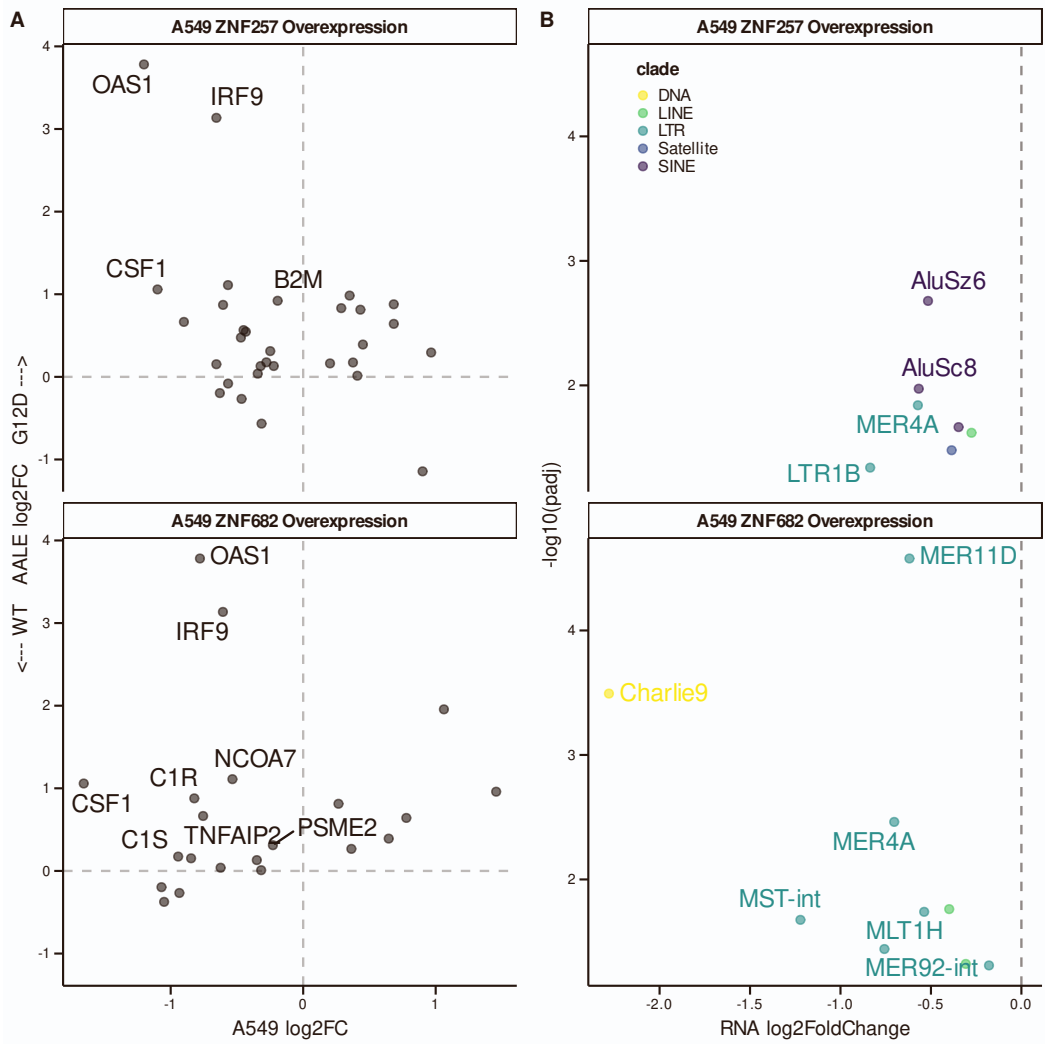 A
A549 ZNF257 Overexpression
4
3
2
1
0
-1
OAS1
IRF9
CSF1
B2M
A549 ZNF682 Overexpression
4
3
2
1
0
-1
OAS1
IRF9
NCOA7
C1R
CSF1
C1S
TNFAIP2
PSME2
-1
0
1
A549 log2FC
<--- WT AALE log2FC G12D --->
B
A549 ZNF257 Overexpression
clade
DNA
LINE
LTR
Satellite
SINE
4
3
2
AluSz6
AluSc8
MER4A
LTR1B
A549 ZNF682 Overexpression
4
3
2
MER11D
Charlie9
MER4A
MST-int
MLT1H
MER92-int
-2.0
-1.5
-1.0
-0.5
0.0
RNA log2FoldChange
-log10(padj)